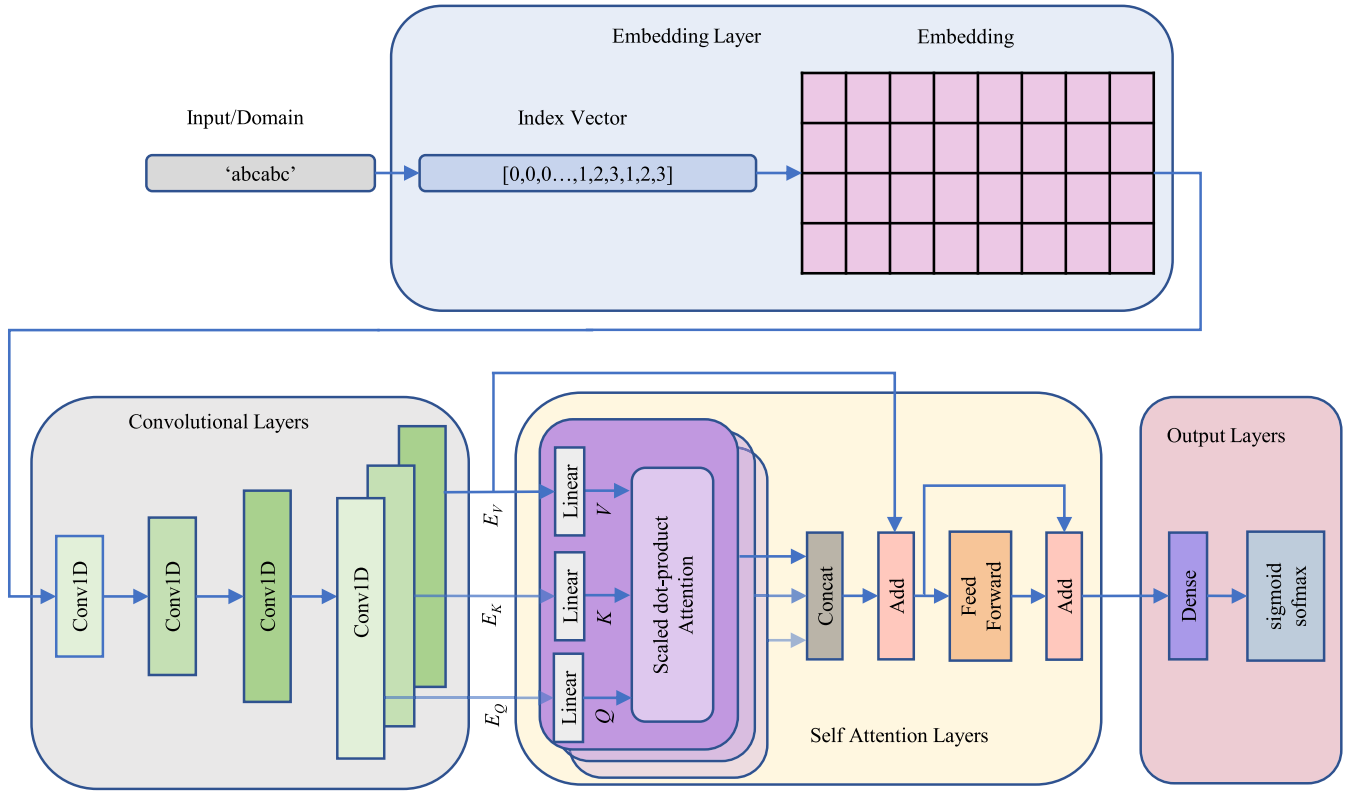 Embedding Layer
Embedding
Input/Domain
Index Vector
‘abcabc’
[0,0,0…,1,2,3,1,2,3]
Convolutional Layers
Conv1D
Conv1D
Conv1D
Conv1D
E_V
E_K
E_Q
Linear
Linear
Linear
V
K
Q
Scaled dot-product
Attention
Concat
Add
Feed
Forward
Add
Self Attention Layers
Output Layers
Dense
sigmoid
sofmax